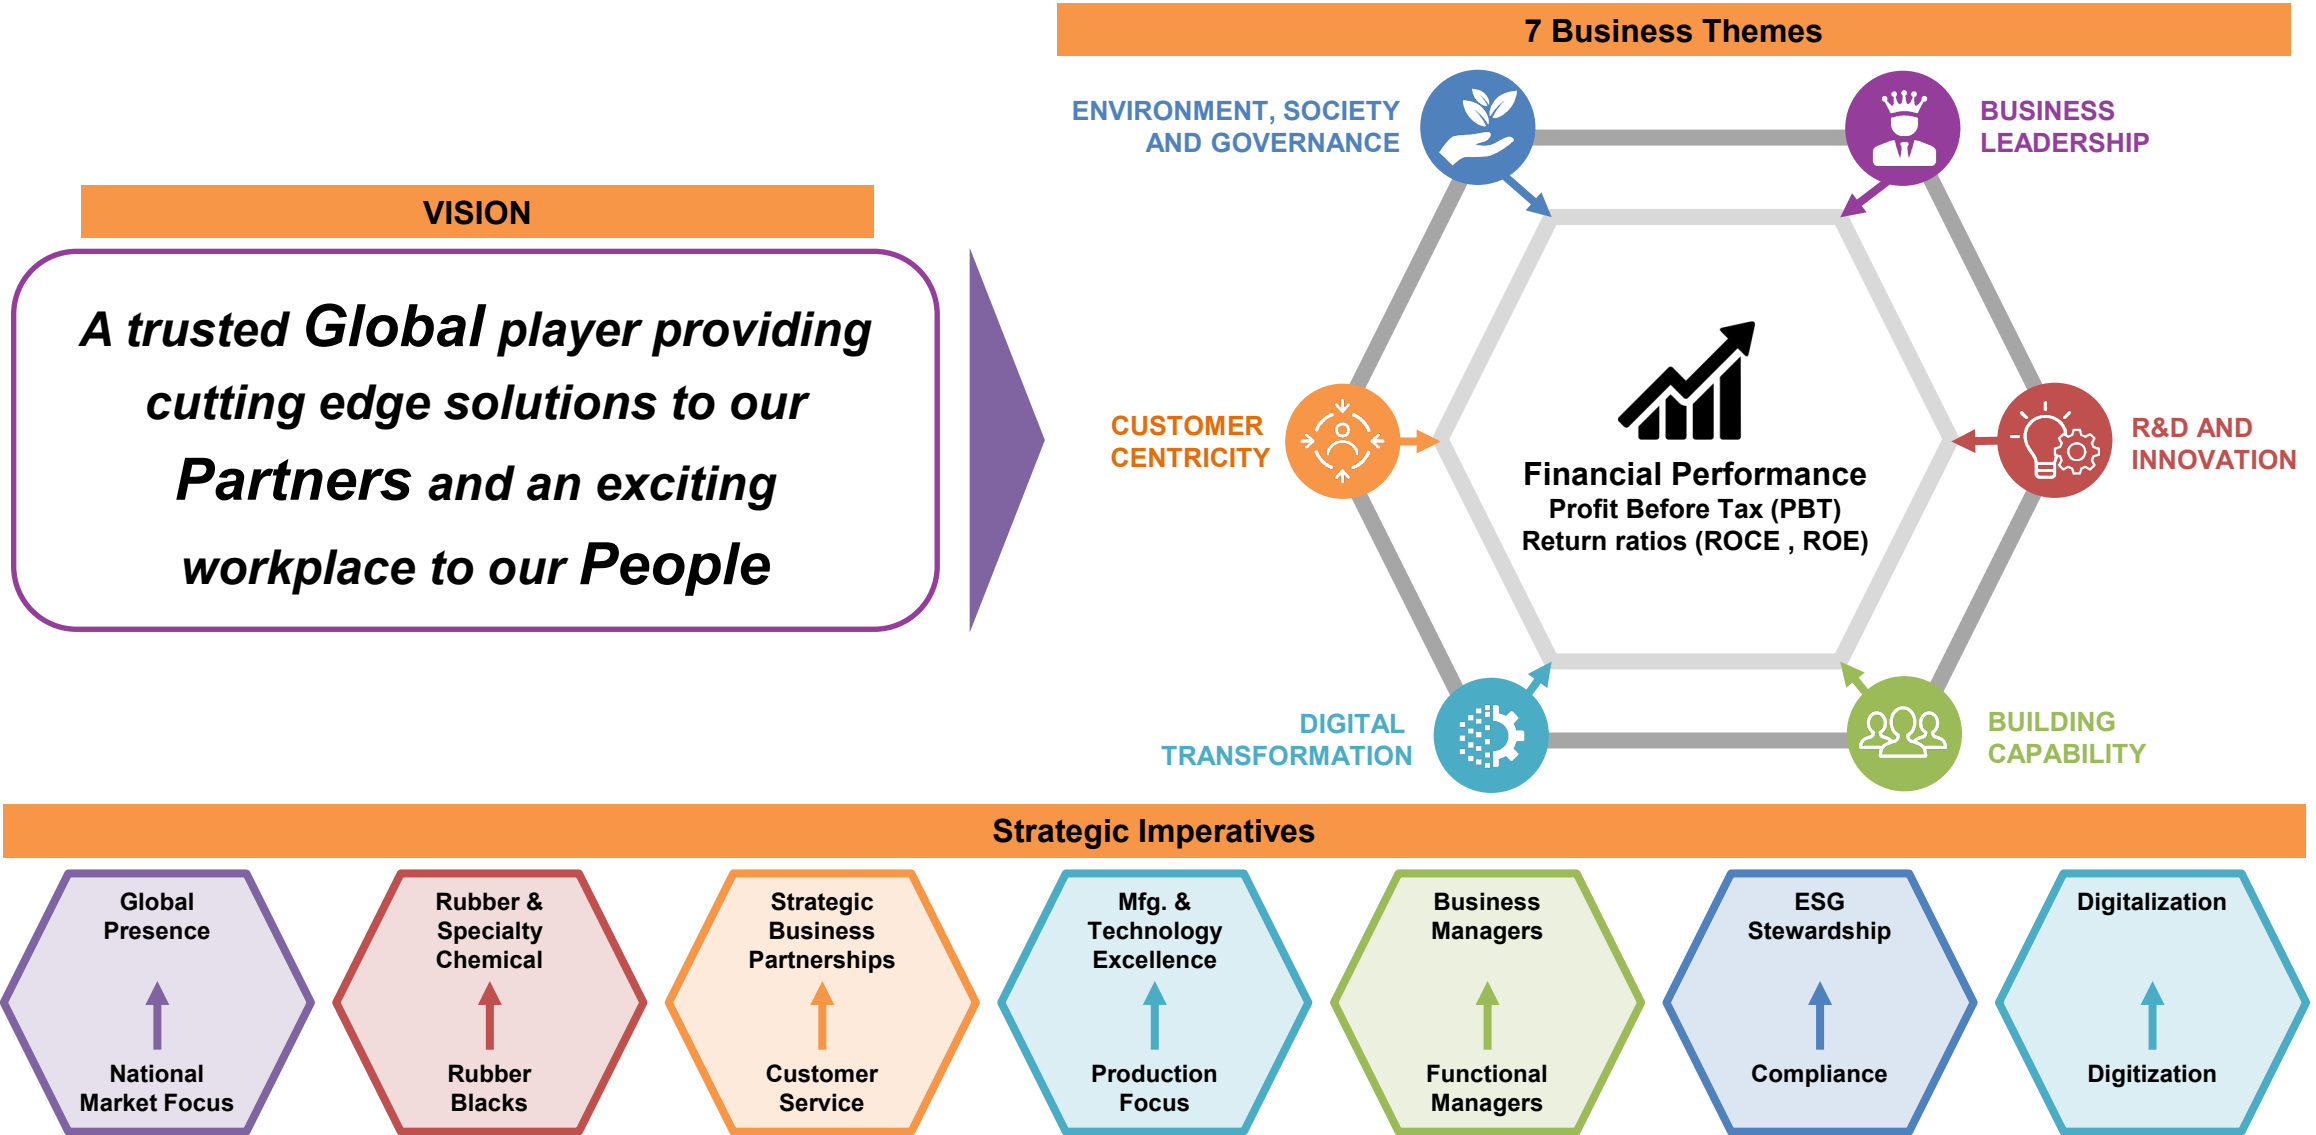 7 Business Themes
ENVIRONMENT, SOCIETY
AND GOVERNANCE
BUSINESS
LEADERSHIP
VISION
A trusted Global player providing
cutting edge solutions to our
Partners and an exciting
workplace to our People
CUSTOMER
CENTRICITY
Financial Performance
Profit Before Tax (PBT)
Return ratios (ROCE , ROE)
R&D AND
INNOVATION
DIGITAL
TRANSFORMATION
BUILDING
CAPABILITY
Strategic Imperatives
Global
Presence
National
Market Focus
Rubber &
Specialty
Chemical
Rubber
Blacks
Strategic
Business
Partnerships
Customer
Service
Mfg. &
Technology
Excellence
Production
Focus
Business
Managers
Functional
Managers
ESG
Stewardship
Compliance
Digitalization
Digitization